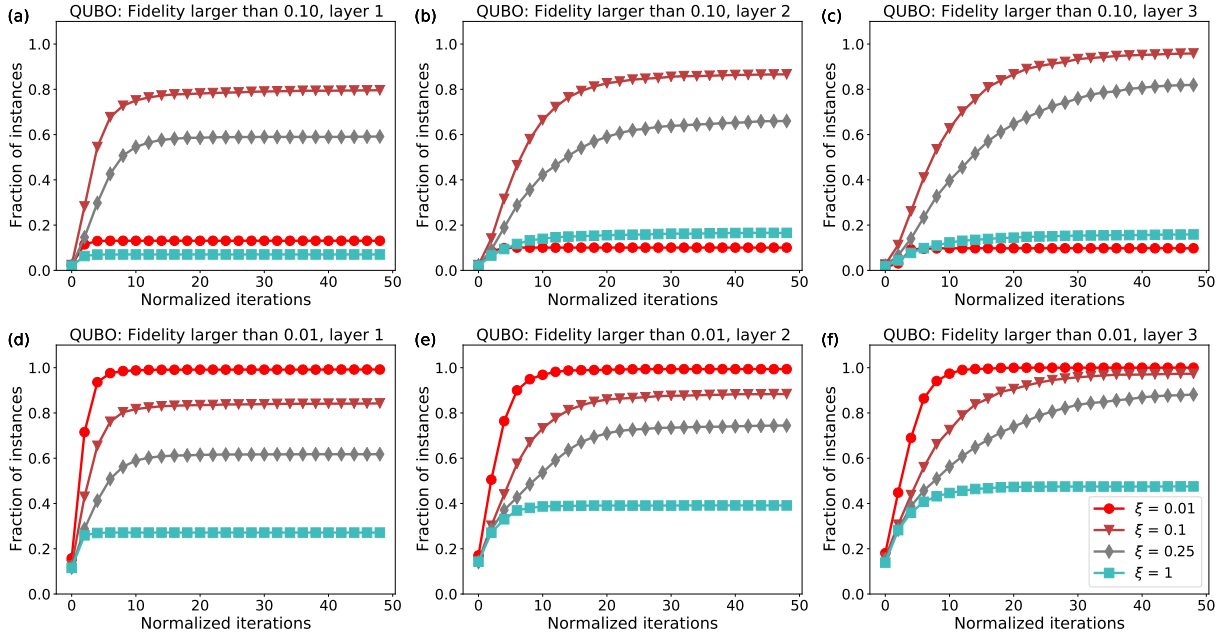 (a) QUBO: Fidelity larger than 0.10, layer 1
Fraction of instances
1.0
0.8
0.6
0.4
0.2
0.0
0 10 20 30 40 50
Normalized iterations
(b) QUBO: Fidelity larger than 0.10, layer 2
Fraction of instances
1.0
0.8
0.6
0.4
0.2
0.0
0 10 20 30 40 50
Normalized iterations
(c) QUBO: Fidelity larger than 0.10, layer 3
Fraction of instances
1.0
0.8
0.6
0.4
0.2
0.0
0 10 20 30 40 50
Normalized iterations
(d) QUBO: Fidelity larger than 0.01, layer 1
Fraction of instances
1.0
0.8
0.6
0.4
0.2
0.0
0 10 20 30 40 50
Normalized iterations
(e) QUBO: Fidelity larger than 0.01, layer 2
Fraction of instances
1.0
0.8
0.6
0.4
0.2
0.0
0 10 20 30 40 50
Normalized iterations
(f) QUBO: Fidelity larger than 0.01, layer 3
Fraction of instances
1.0
0.8
0.6
0.4
0.2
0.0
ξ = 0.01
ξ = 0.1
ξ = 0.25
ξ = 1
0 10 20 30 40 50
Normalized iterations